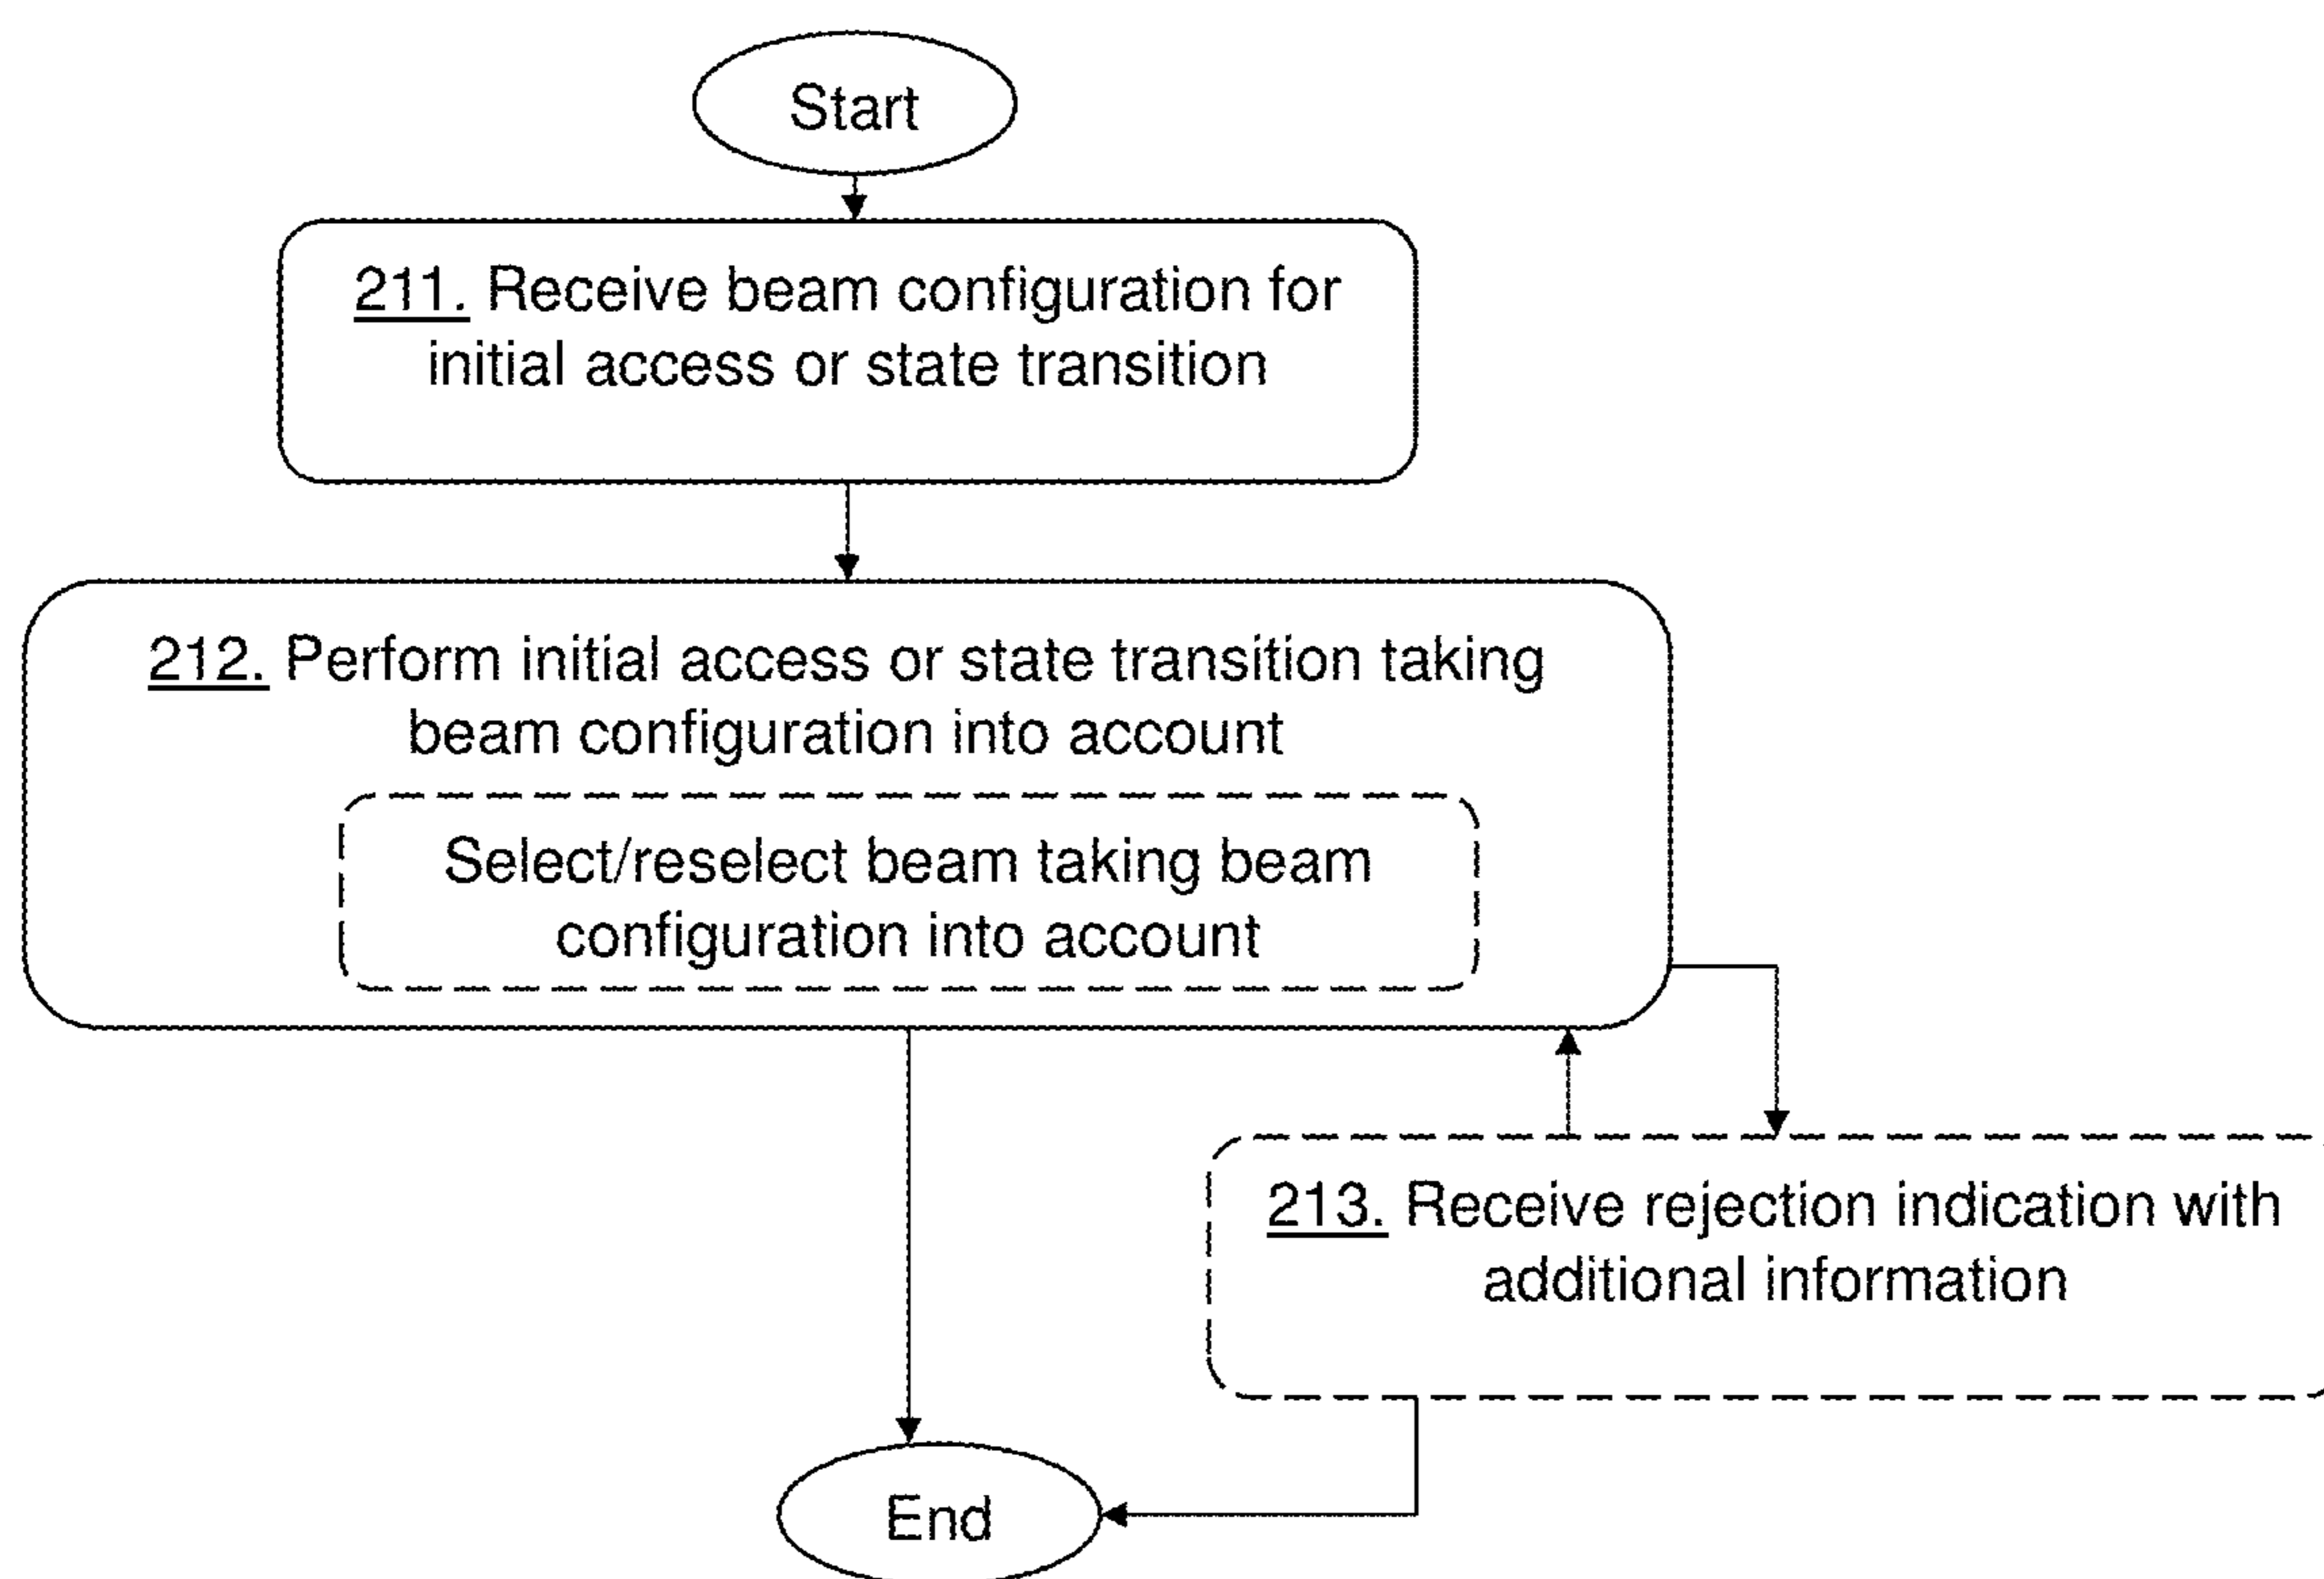 Start
211. Receive beam configuration for
initial access or state transition
212. Perform initial access or state transition taking
beam configuration into account
Select/reselect beam taking beam
configuration into account
213. Receive rejection indication with
additional information
End